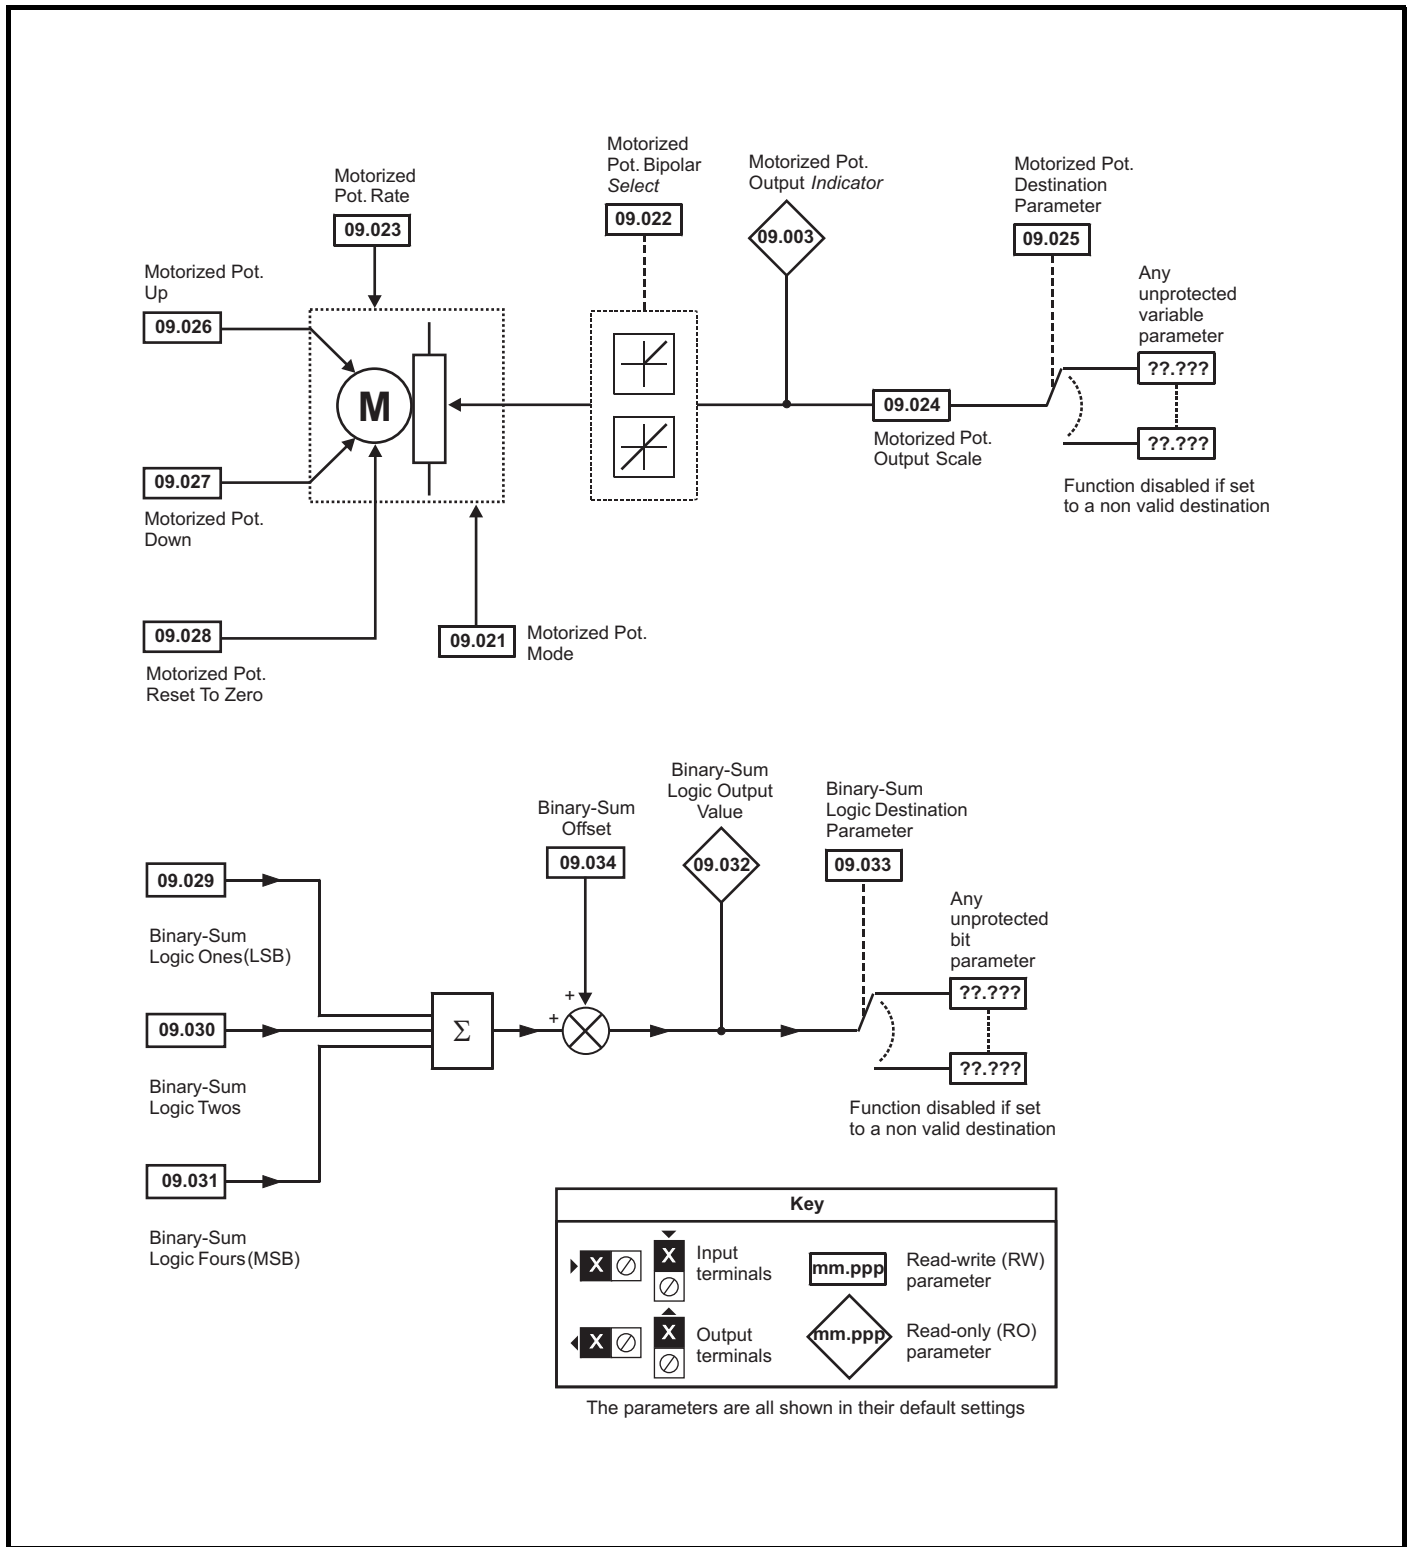 Motorized
Pot. Rate
09.023
Motorized
Pot. Bipolar
Select
09.022
Motorized Pot.
Output Indicator
09.003
Motorized Pot.
Destination
Parameter
09.025
Motorized Pot.
Up
09.026
Any
unprotected
variable
parameter
??.???
??.???
M
09.024
Motorized Pot.
Output Scale
09.027
Motorized Pot.
Down
Function disabled if set
to a non valid destination
09.028
Motorized Pot.
Reset To Zero
09.021
Motorized Pot.
Mode
Binary-Sum
Offset
09.034
Binary-Sum
Logic Output
Value
09.032
Binary-Sum
Logic Destination
Parameter
09.033
09.029
Binary-Sum
Logic Ones(LSB)
Any
unprotected
bit
parameter
??.???
??.???
09.030
Binary-Sum
Logic Twos
Σ
+
+
Function disabled if set
to a non valid destination
09.031
Binary-Sum
Logic Fours(MSB)
Key
X
X
Input
terminals
mm.ppp
Read-write (RW)
parameter
X
X
Output
terminals
mm.ppp
Read-only (RO)
parameter
The parameters are all shown in their default settings